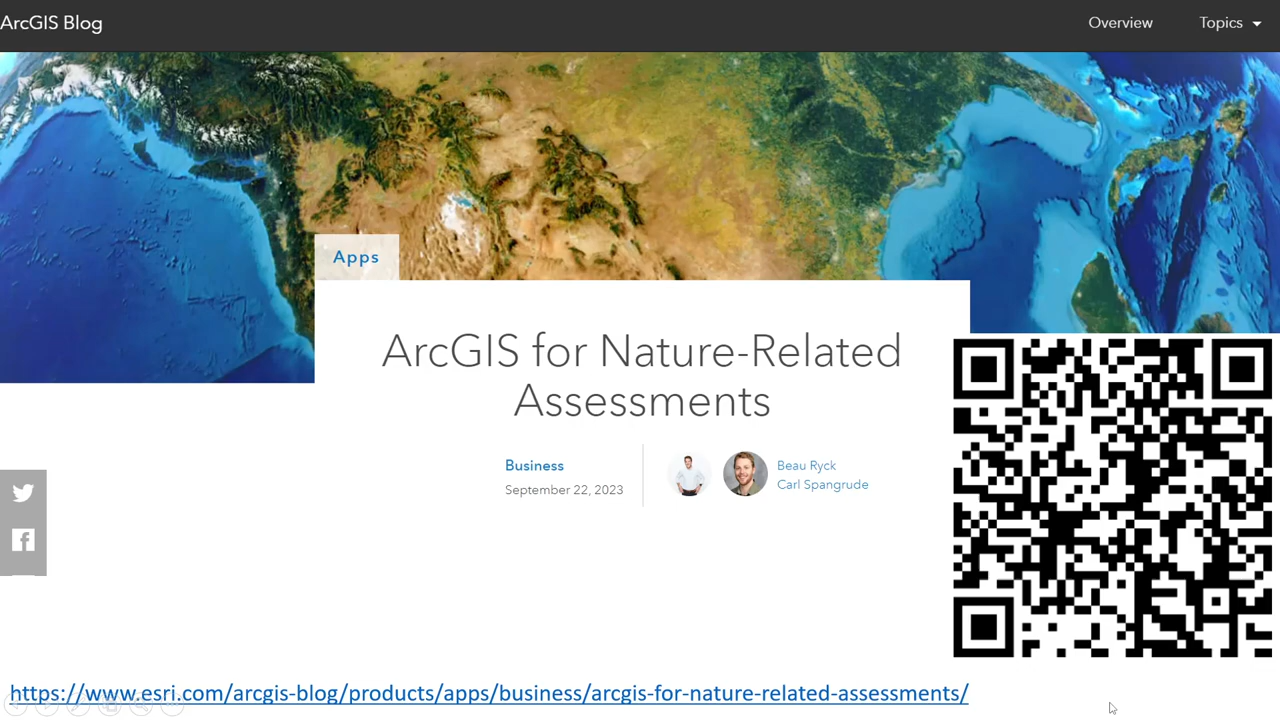 ArcGIS Blog
Overview
Topics
Apps
ArcGIS for Nature-Related
Assessments
Business
September 22, 2023
Beau Ryck
Carl Spangrude
https://www.esri.com/arcgis-blog/products/apps/business/arcgis-for-nature-related-assessments/